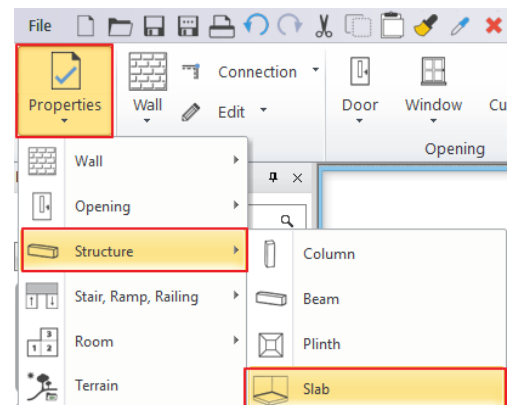 File
Properties
Wall
Connection
Edit
Door
Window
Cu
Opening
Wall
Opening
Structure
Column
Stair, Ramp, Railing
Beam
Room
Plinth
Terrain
Slab